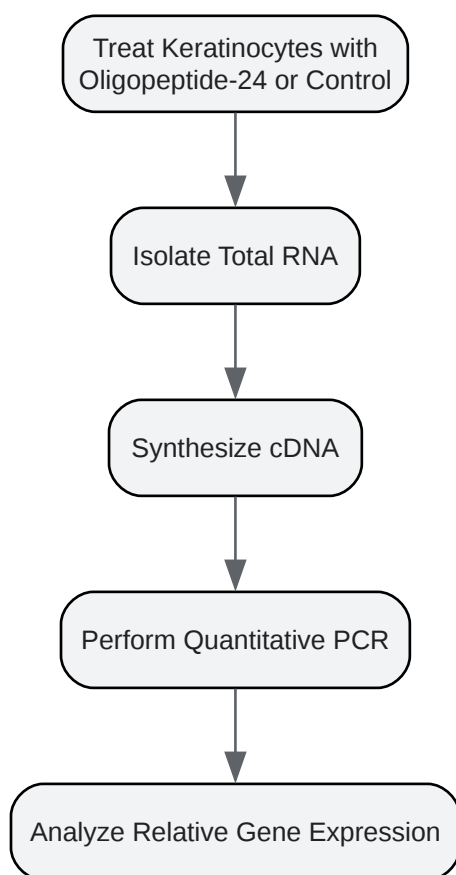 Treat Keratinocytes with
Oligopeptide-24 or Control
Isolate Total RNA
Synthesize cDNA
Perform Quantitative PCR
Analyze Relative Gene Expression